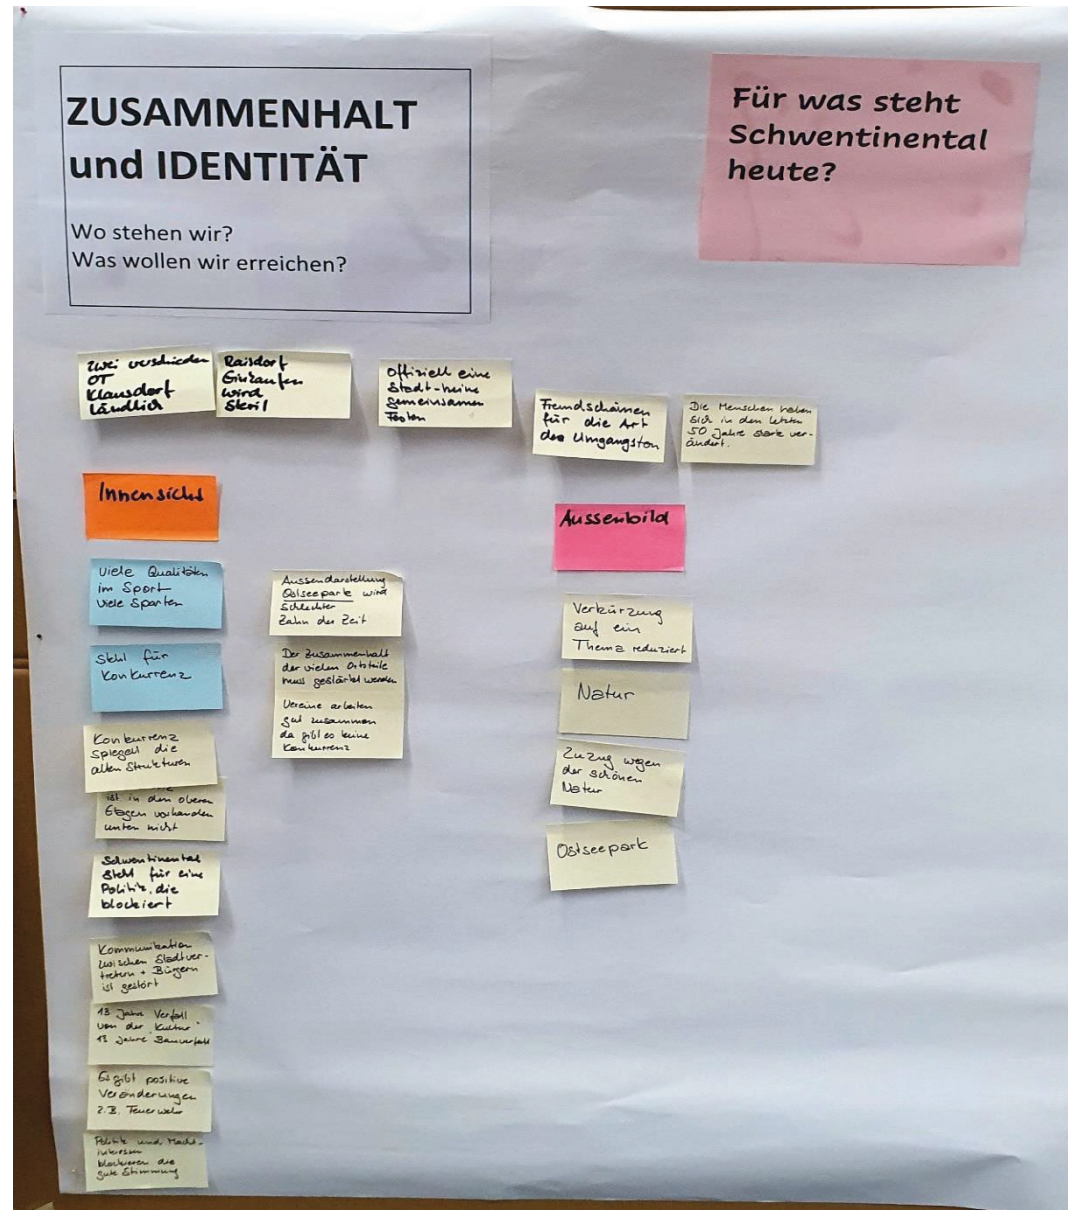 ZUSAMMENHALT
und IDENTITÄT
Wo stehen wir?
Was wollen wir erreichen?
Für was steht
Schwentinental
heute?
zwei verschieden
OT
Klausdorf
Ländlich
Raisdorf
Einkaufen
wird
Offiziell eine
Stadt-keine
gemeinsamen
Fremdschämen
für die Art
des Umgangston
Die Menschen haben
sich in den letzten
50 Jahre stark ver-
ändert.
Innensicht
viele Qualitäten
im Sport
viele Sparten
Steht für
Konkurrenz
Konkurrenz
spiegelt die
alten Strukturen
ist in den oberen
Etagen vorhanden
unten nicht
Schwentinental
steht für eine
Politik, die
blockiert
Kommunikation
zwischen Stadtver-
tretern + Bürgern
ist gestört
13 Jahre Verfall
von der "Kultur"
13 Jahre Bauverfall
Es gibt positive
Veränderungen
z.B. Feuerwehr
Politik und Macht-
blockieren die
gute Stimmung
Aussendarstellung
Ostseepark wird
schlechter
Zahn der Zeit
Der Zusammenhalt
der vielen Ortsteile
muss gestärkt werden
Vereine arbeiten
gut zusammen
da gibt es keine
Konkurrenz
Aussenbild
Verkürzung
auf ein
Thema reduziert
Natur
Zuzug wegen
der schönen
Natur
Ostseepark